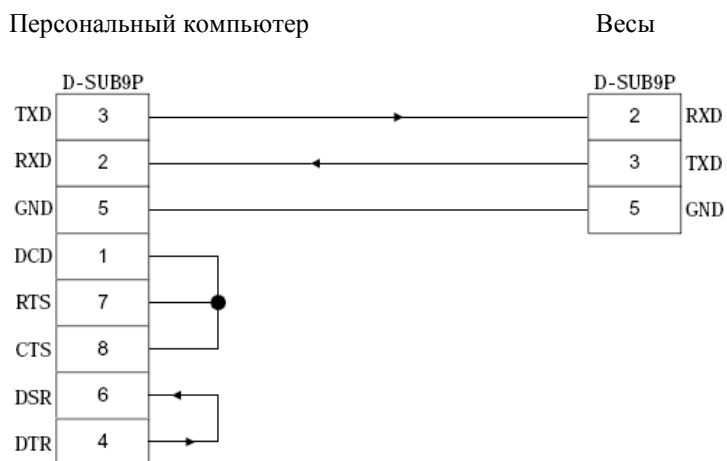 Персональный компьютер Весы
D-SUB9P D-SUB9P
TXD 3 2 RXD
RXD 2 3 TXD
GND 5 5 GND
DCD 1
RTS 7
CTS 8
DSR 6
DTR 4